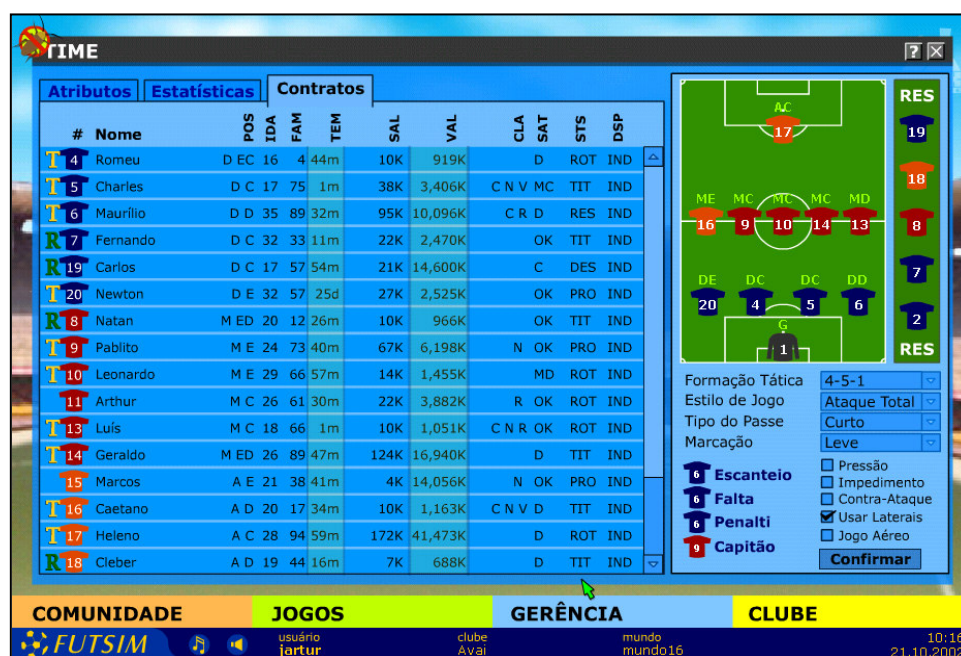 TIME
? X
Atributos Estatísticas Contratos
# Nome POS IDA FAM TEM SAL VAL CLA SAT STS DSP
T 4 Romeu D EC 16 4 44m 10K 919K D ROT IND
T 5 Charles D C 17 75 1m 38K 3,406K C N V MC TIT IND
T 6 Maurílio D D 35 89 32m 95K 10,096K C R D RES IND
R 7 Fernando D C 32 33 11m 22K 2,470K OK TIT IND
R 19 Carlos D C 17 57 54m 21K 14,600K C DES IND
T 20 Newton D E 32 57 25d 27K 2,525K OK PRO IND
R 8 Natan M ED 20 12 26m 10K 966K OK TIT IND
T 9 Pablito M E 24 73 40m 67K 6,198K N OK PRO IND
T 10 Leonardo M E 29 66 57m 14K 1,455K MD ROT IND
11 Arthur M C 26 61 30m 22K 3,882K R OK ROT IND
T 13 Luís M C 18 66 1m 10K 1,051K C N R OK ROT IND
T 14 Geraldo M ED 26 89 47m 124K 16,940K D TIT IND
15 Marcos A E 21 38 41m 4K 14,056K N OK PRO IND
T 16 Caetano A D 20 17 34m 10K 1,163K C N V D TIT IND
T 17 Heleno A C 28 94 59m 172K 41,473K D ROT IND
R 18 Cleber A D 19 44 16m 7K 688K D TIT IND
AC
17
ME MC MC MC MD
16 9 10 14 13
DE DC DC DD
20 4 5 6
G
1
RES
19
18
8
7
2
RES
Formação Tática 4-5-1
Estilo de Jogo Ataque Total
Tipo do Passe Curto
Marcação Leve
6 Escanteio
6 Falta
6 Penalti
9 Capitão
Pressão
Impedimento
Contra-Ataque
Usar Laterais
Jogo Aéreo
Confirmar
COMUNIDADE JOGOS GERÊNCIA CLUBE
FUTSIM
usuário clube mundo 10:16
jartur Avai mundo16 21.10.2002